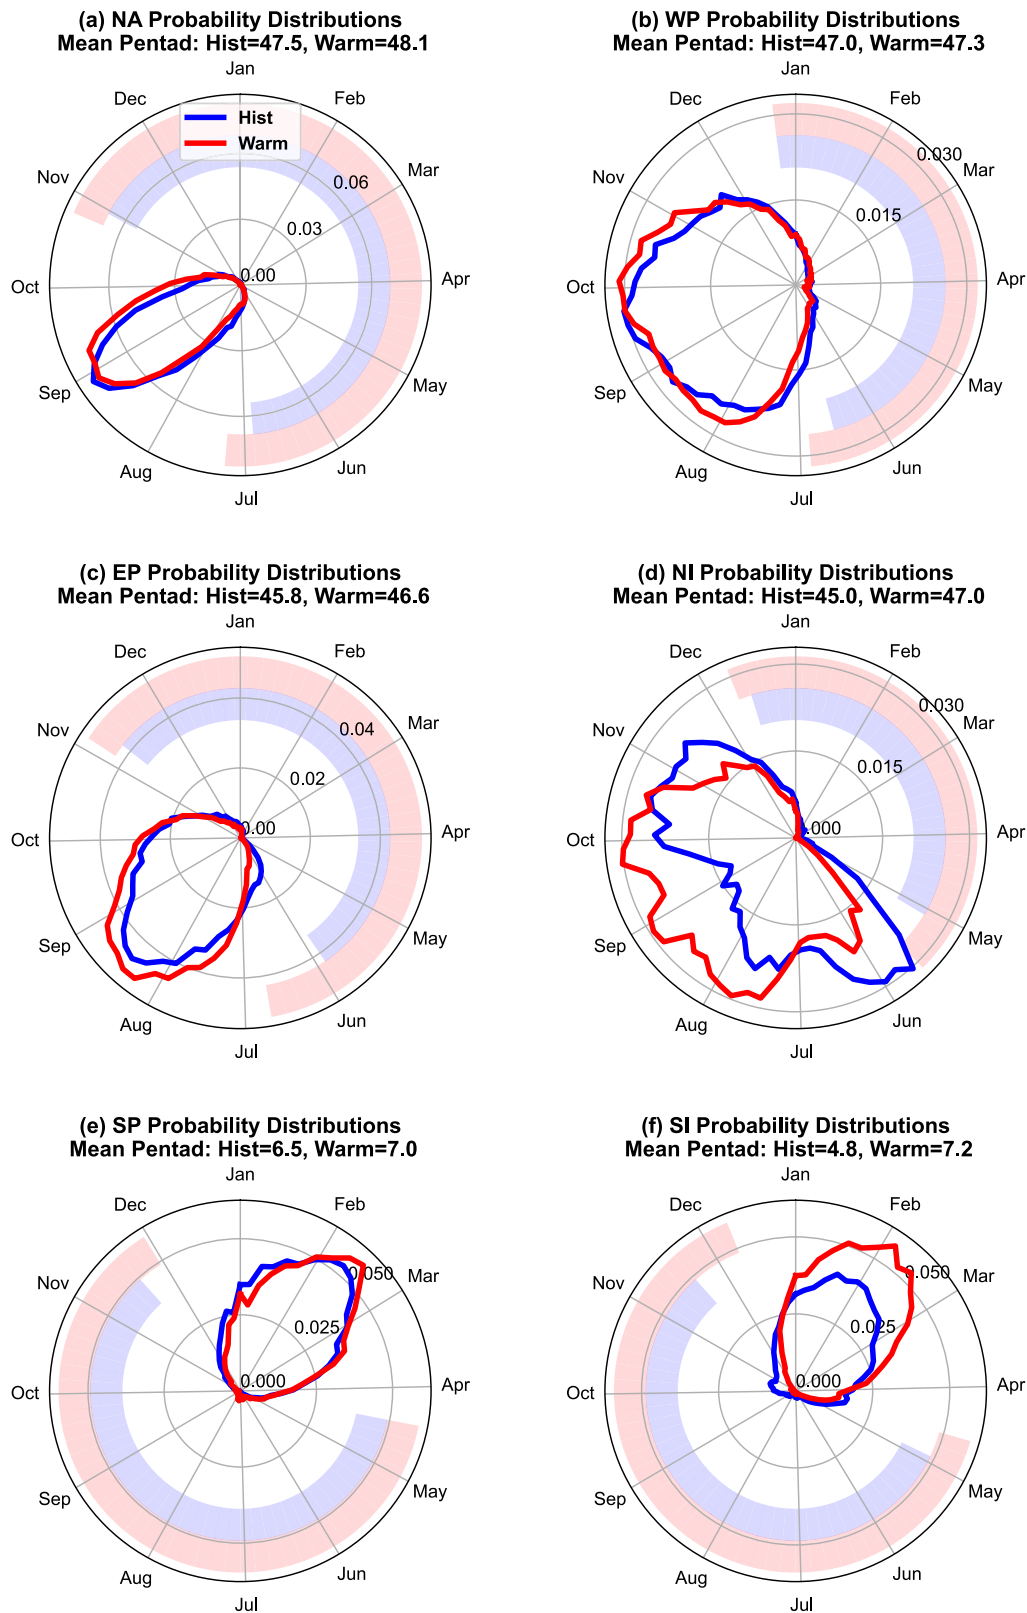 (a) NA Probability Distributions
Mean Pentad: Hist=47.5, Warm=48.1
Jan
Feb
Mar
Apr
May
Jun
Jul
Aug
Sep
Oct
Nov
Dec
0.00
0.03
0.06
Hist
Warm
(b) WP Probability Distributions
Mean Pentad: Hist=47.0, Warm=47.3
Jan
Feb
Mar
Apr
May
Jun
Jul
Aug
Sep
Oct
Nov
Dec
0.015
0.030
(c) EP Probability Distributions
Mean Pentad: Hist=45.8, Warm=46.6
Jan
Feb
Mar
Apr
May
Jun
Jul
Aug
Sep
Oct
Nov
Dec
0.00
0.02
0.04
(d) NI Probability Distributions
Mean Pentad: Hist=45.0, Warm=47.0
Jan
Feb
Mar
Apr
May
Jun
Jul
Aug
Sep
Oct
Nov
Dec
0.000
0.015
0.030
(e) SP Probability Distributions
Mean Pentad: Hist=6.5, Warm=7.0
Jan
Feb
Mar
Apr
May
Jun
Jul
Aug
Sep
Oct
Nov
Dec
0.000
0.025
0.050
(f) SI Probability Distributions
Mean Pentad: Hist=4.8, Warm=7.2
Jan
Feb
Mar
Apr
May
Jun
Jul
Aug
Sep
Oct
Nov
Dec
0.000
0.025
0.050